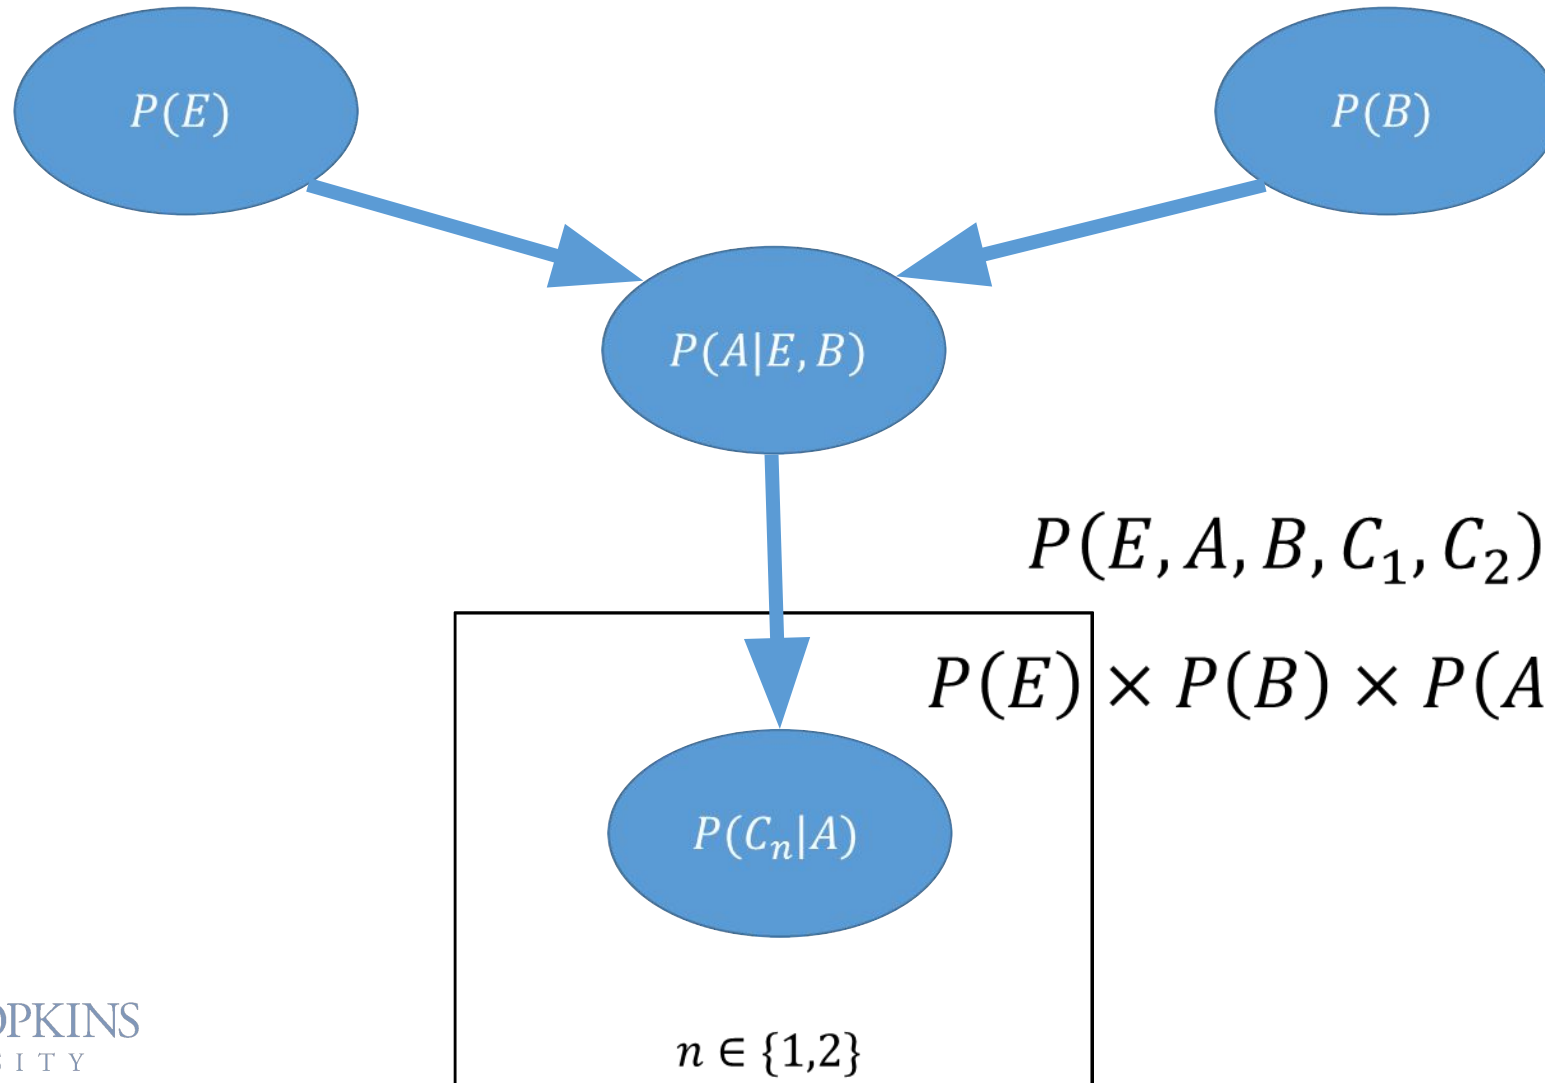 P(E)
P(B)
P(A|E, B)
P(E, A, B, C₁, C₂)
P(E) × P(B) × P(A
P(Cₙ|A)
n ∈ {1,2}
OPKINS
SITY